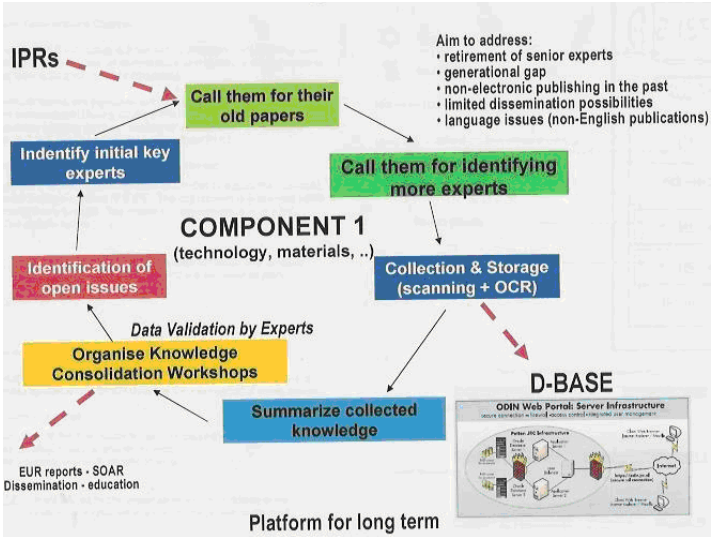 IPRs
Call them for their
old papers
Aim to address:
• retirement of senior experts
• generational gap
• non-electronic publishing in the past
• limited dissemination possibilities
• language issues (non-English publications)
Indentify initial key
experts
Call them for identifying
more experts
COMPONENT 1
(technology, materials, ..)
Identification of
open issues
Collection & Storage
(scanning + OCR)
Data Validation by Experts
Organise Knowledge
Consolidation Workshops
D-BASE
Summarize collected
knowledge
ODIN Web Portal: Server Infrastructure
Petten JRC Infrastructure
Internet
EUR reports - SOAR
Dissemination - education
Platform for long term